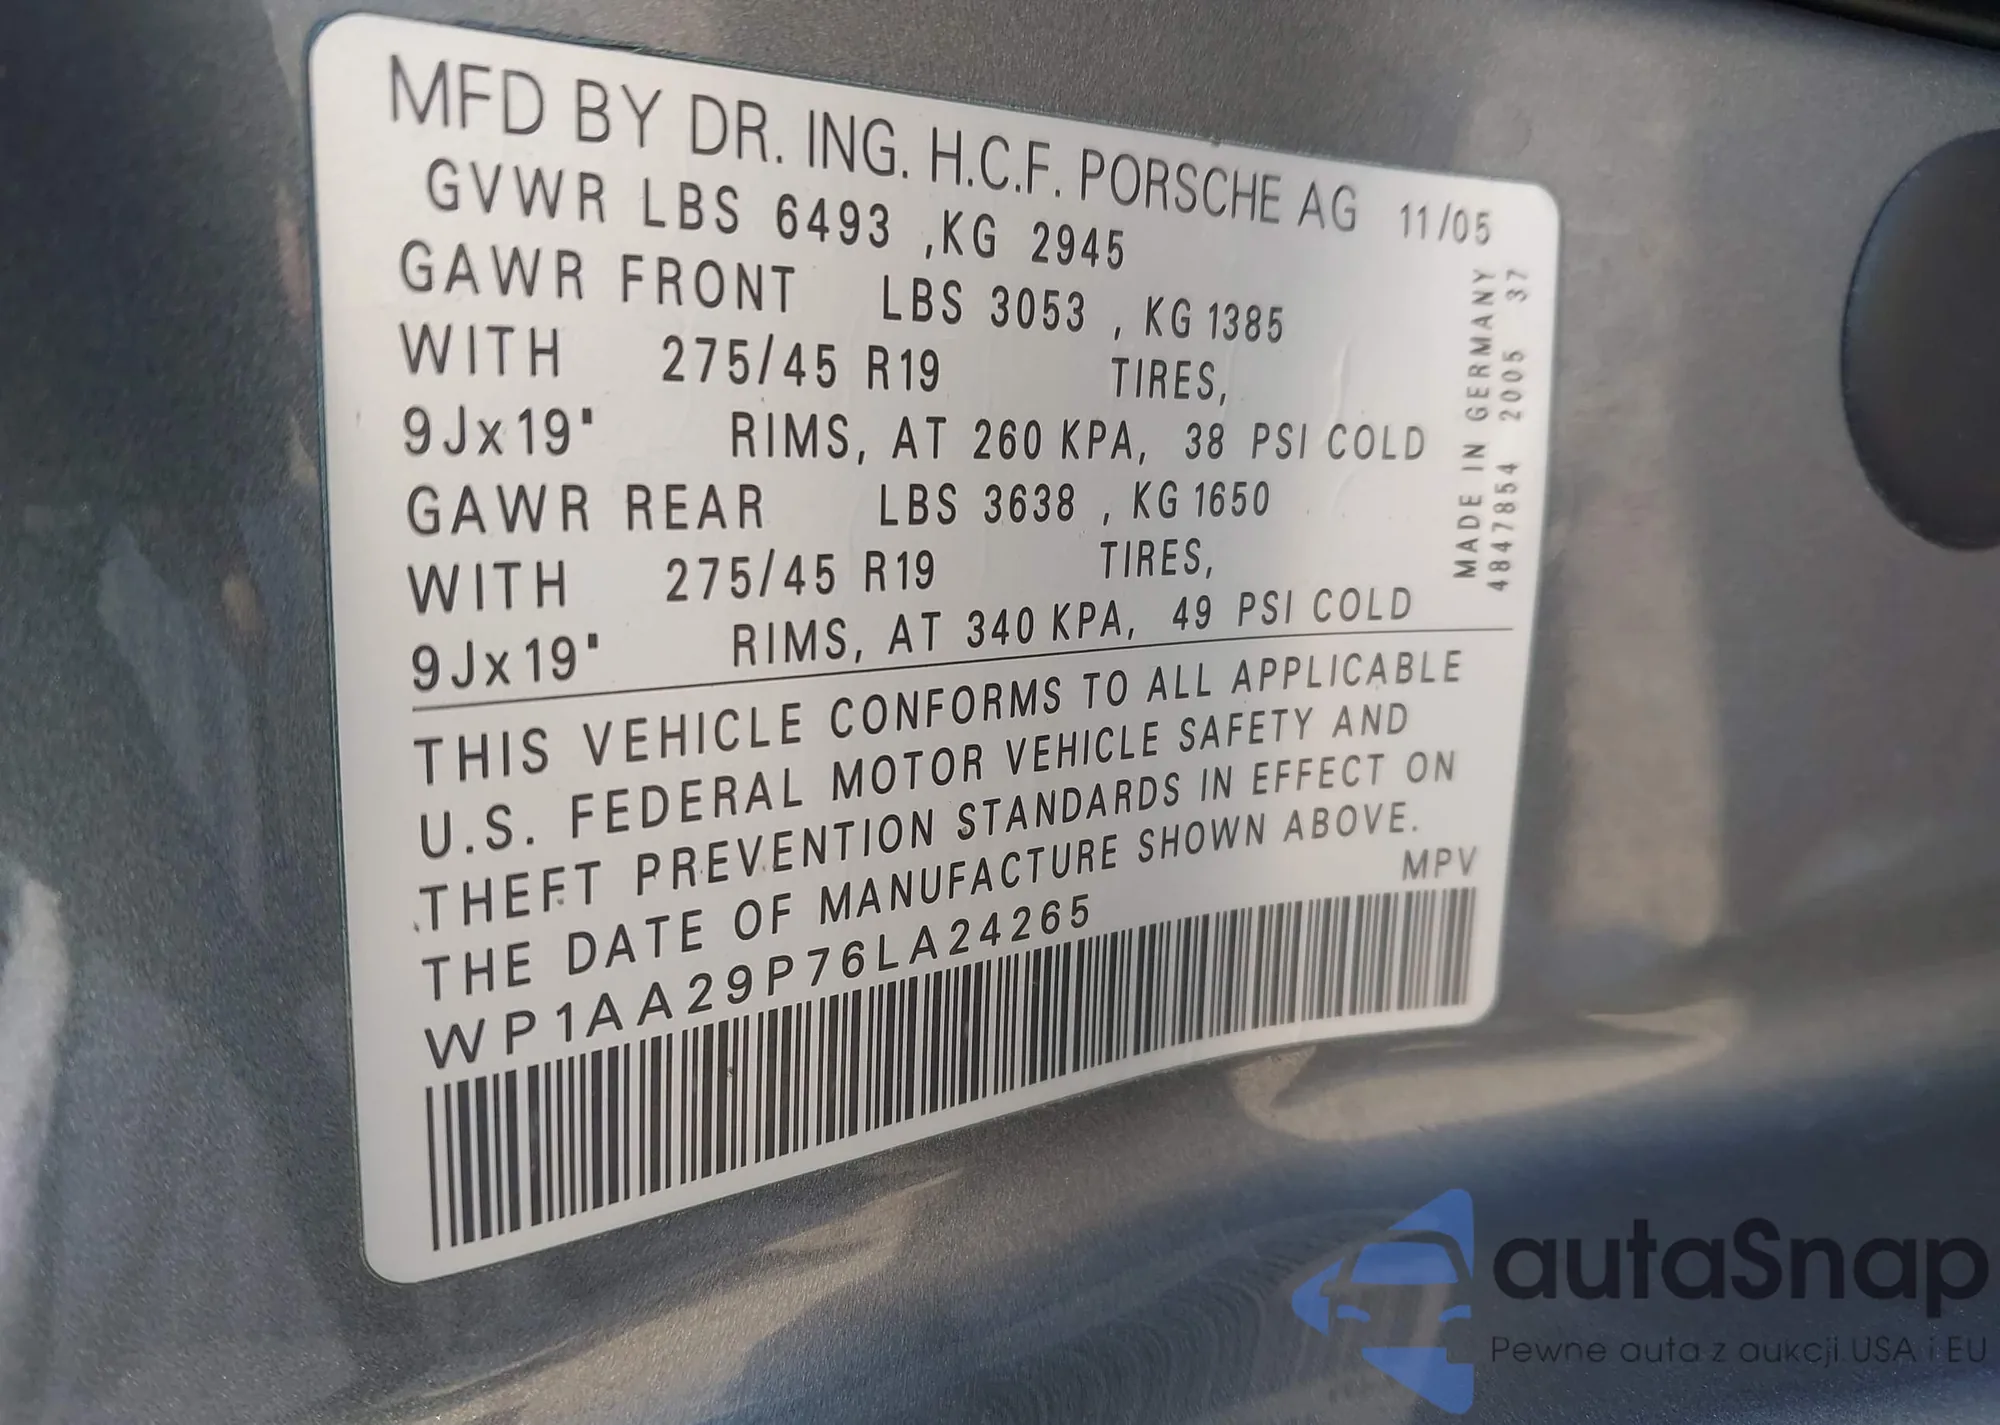 MFD BY DR. ING. H.C.F. PORSCHE AG 11/05
GVWR LBS 6493 ,KG 2945
GAWR FRONT LBS 3053 , KG 1385
WITH 275/45 R19 TIRES,
9Jx19" RIMS, AT 260 KPA, 38 PSI COLD
GAWR REAR LBS 3638 , KG 1650
WITH 275/45 R19 TIRES,
9Jx19" RIMS, AT 340 KPA, 49 PSI COLD
MADE IN GERMANY
4847854 2005 37
THIS VEHICLE CONFORMS TO ALL APPLICABLE
U.S. FEDERAL MOTOR VEHICLE SAFETY AND
THEFT PREVENTION STANDARDS IN EFFECT ON
THE DATE OF MANUFACTURE SHOWN ABOVE.
MPV
WP1AA29P76LA24265
autaSnap
Pewne auta z aukcji USA i EU